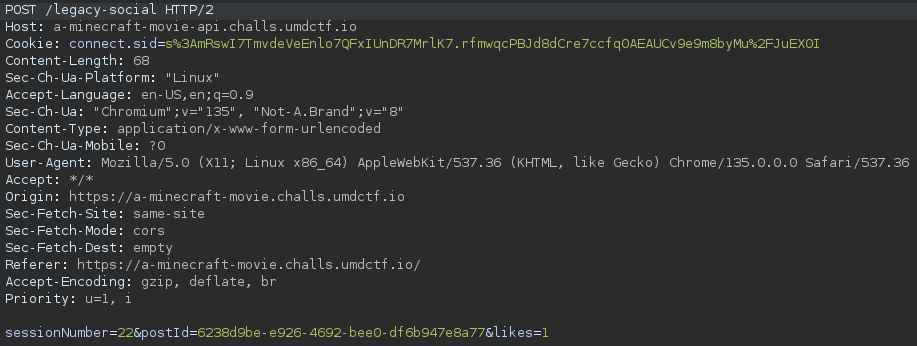 POST /legacy-social HTTP/2
Host: a-minecraft-movie-api.challs.umdctf.io
Cookie: connect.sid=s%3AmRswI7TmvdeVeEnlo7QFxIUnDR7MrlK7.rfmwqcPBJd8dCre7ccfqOAEAUCv9e9m8byMu%2FJuEXOI
Content-Length: 68
Sec-Ch-Ua-Platform: "Linux"
Accept-Language: en-US,en;q=0.9
Sec-Ch-Ua: "Chromium";v="135", "Not-A.Brand";v="8"
Content-Type: application/x-www-form-urlencoded
Sec-Ch-Ua-Mobile: ?0
User-Agent: Mozilla/5.0 (X11; Linux x86_64) AppleWebKit/537.36 (KHTML, like Gecko) Chrome/135.0.0.0 Safari/537.36
Accept: */*
Origin: https://a-minecraft-movie.challs.umdctf.io
Sec-Fetch-Site: same-site
Sec-Fetch-Mode: cors
Sec-Fetch-Dest: empty
Referer: https://a-minecraft-movie.challs.umdctf.io/
Accept-Encoding: gzip, deflate, br
Priority: u=1, i
sessionNumber=22&postId=6238d9be-e926-4692-bee0-df6b947e8a77&likes=1